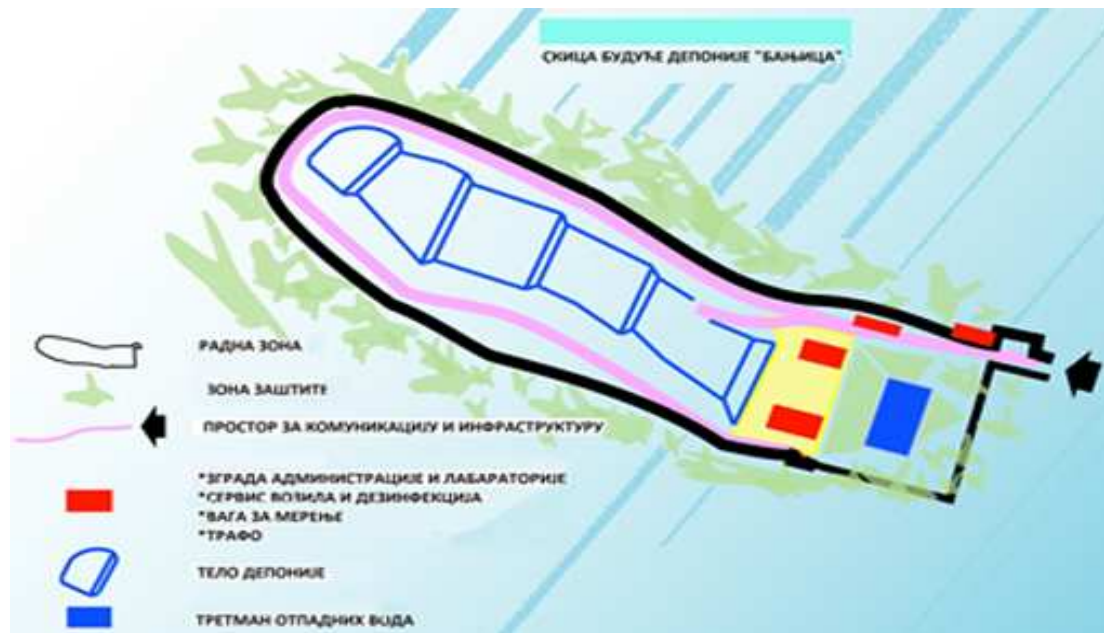 СКИЦА БУДУЋЕ ДЕПОНИЈЕ "БАЊИЦА"
РАДНА ЗОНА
ЗОНА ЗАШТИТЕ
ПРОСТОР ЗА КОМУНИКАЦИЈУ И ИНФРАСТРУКТУРУ
*ЗГРАДА АДМИНИСТРАЦИЈЕ И ЛАБАРАТОРИЈЕ
*СЕРВИС ВОЗИЛА И ДЕЗИНФЕКЦИЈА
*ВАГА ЗА МЕРЕЊЕ
*ТРАФО
ТЕЛО ДЕПОНИЈЕ
ТРЕТМАН ОТПАДНИХ ВОДА